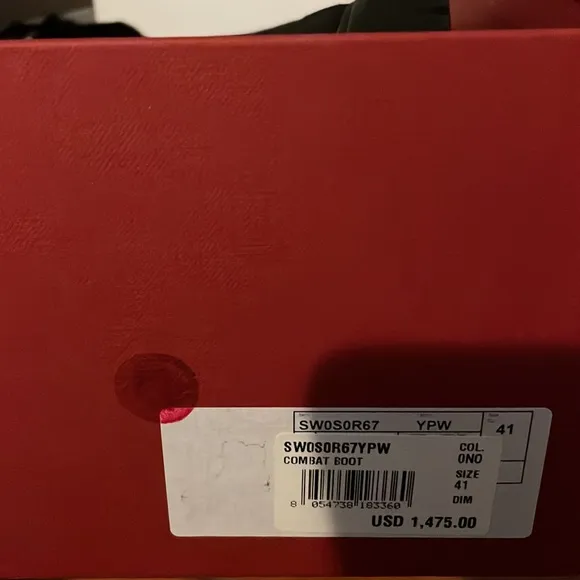 SW0S0R67 YPW 41
SW0S0R67YPW COL.
COMBAT BOOT 0NO
SIZE
41
DIM
8 054738 183360
USD 1,475.00